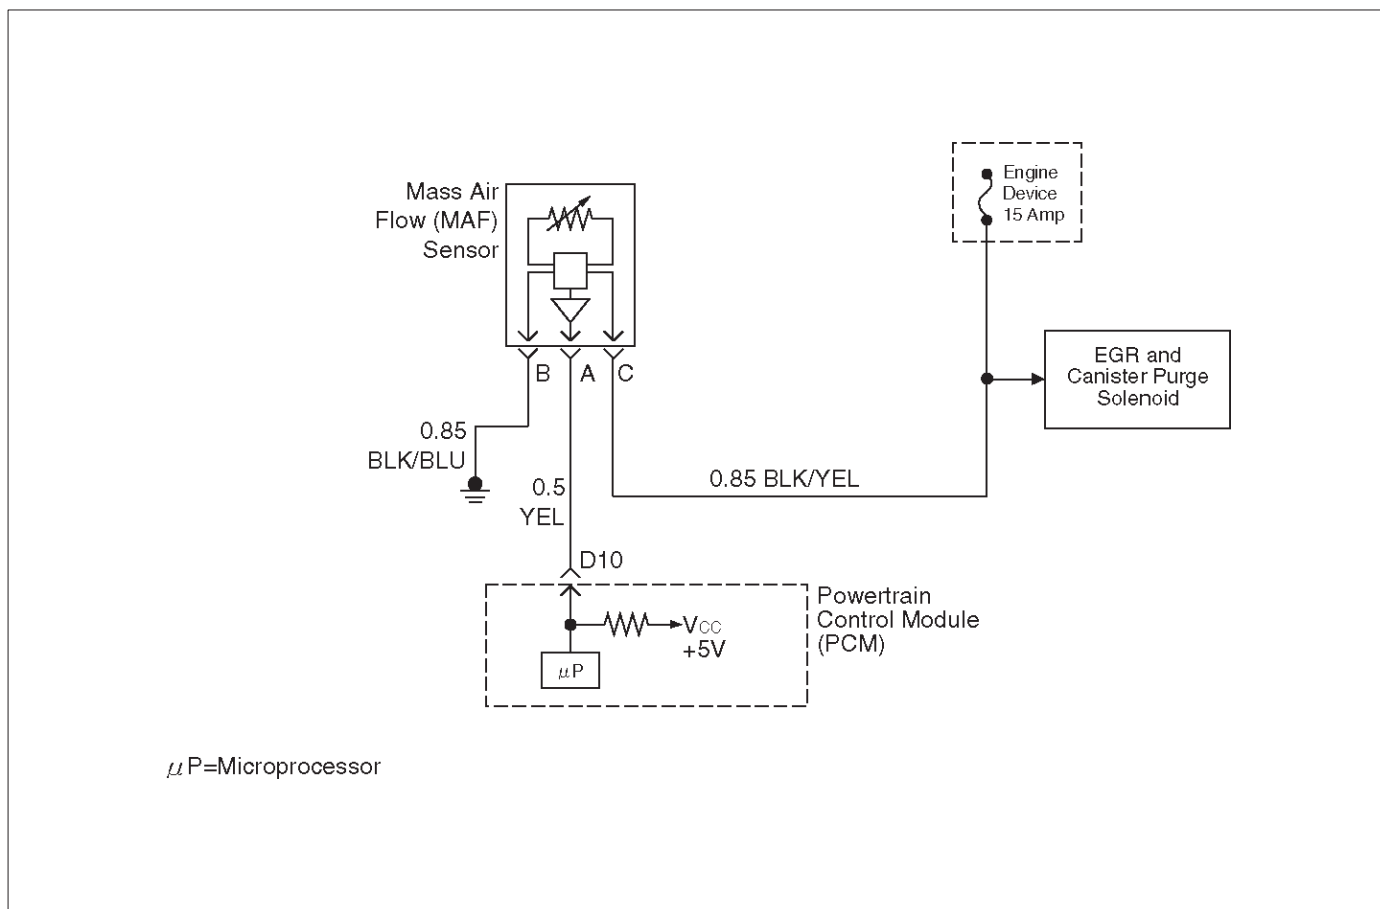 Mass Air
Flow (MAF)
Sensor
Engine
Device
15 Amp
EGR and
Canister Purge
Solenoid
B
A
C
0.85
BLK/BLU
0.5
YEL
0.85 BLK/YEL
D10
Powertrain
Control Module
(PCM)
VCC
+5V
μP
μP=Microprocessor